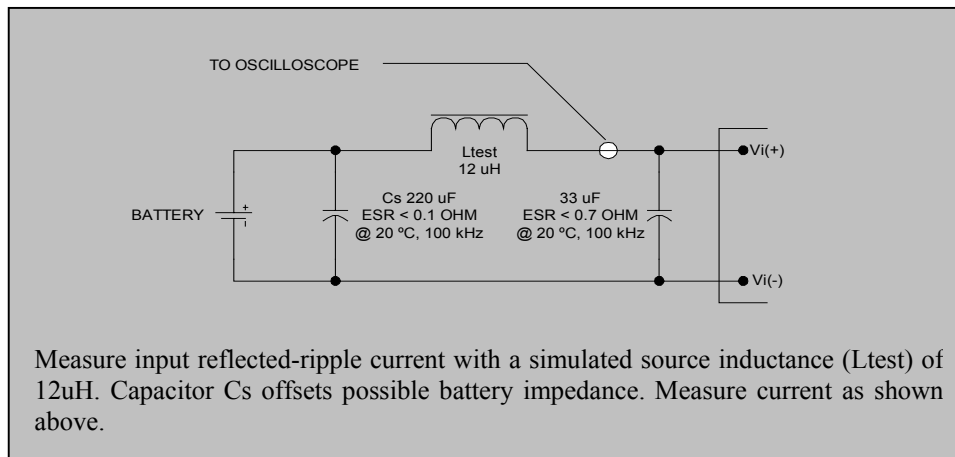 TO OSCILLOSCOPE
Ltest
12 uH
Vi(+)
BATTERY
+
Cs 220 uF
ESR < 0.1 OHM
@ 20 ºC, 100 kHz
33 uF
ESR < 0.7 OHM
@ 20 ºC, 100 kHz
Vi(-)
Measure input reflected-ripple current with a simulated source inductance (Ltest) of
12uH. Capacitor Cs offsets possible battery impedance. Measure current as shown
above.